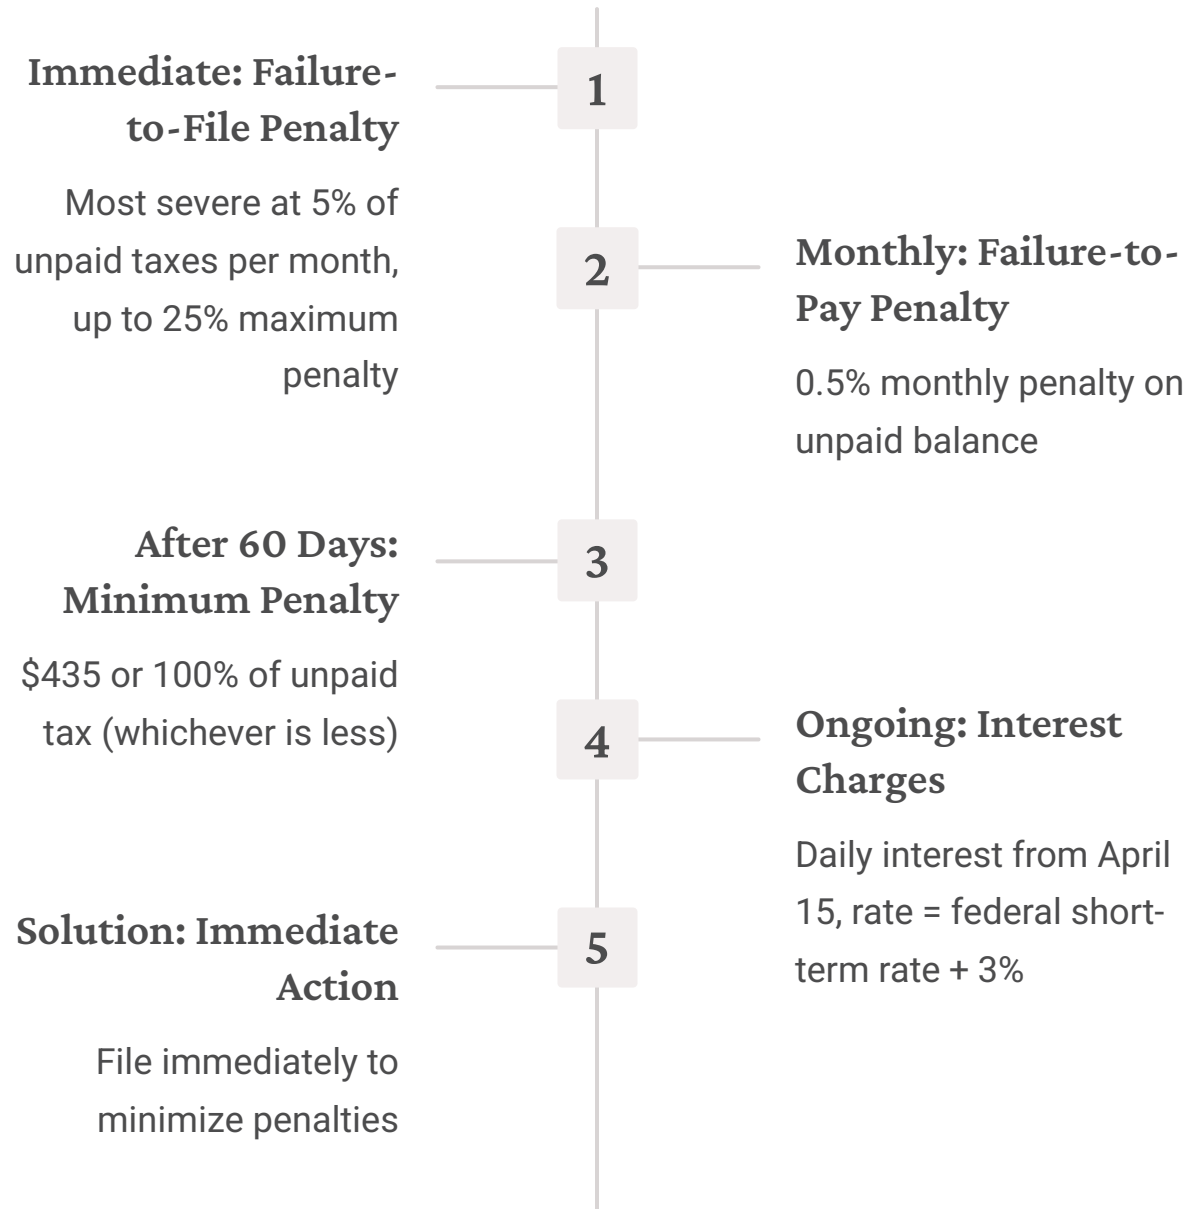 1
Immediate: Failure-
to-File Penalty
Most severe at 5% of
unpaid taxes per month,
up to 25% maximum
penalty
2
Monthly: Failure-to-
Pay Penalty
0.5% monthly penalty on
unpaid balance
3
After 60 Days:
Minimum Penalty
$435 or 100% of unpaid
tax (whichever is less)
4
Ongoing: Interest
Charges
Daily interest from April
15, rate = federal short-
term rate + 3%
5
Solution: Immediate
Action
File immediately to
minimize penalties